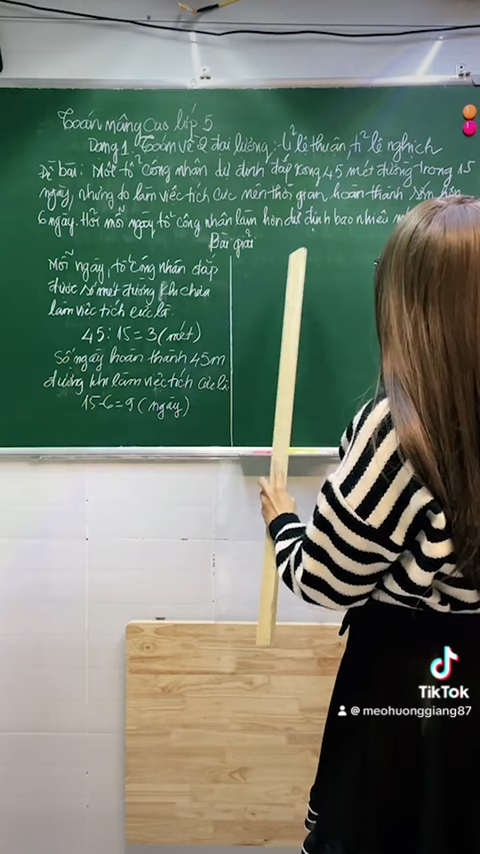 Toán nâng cao lớp 5
Dạng 1: Toán về 2 đại lượng: tỉ lệ thuận, tỉ lệ nghịch
Đề bài: Một tổ công nhân dự định đắp xong 45 mét đường trong 15
ngày, nhưng do làm việc tích cực nên thời gian hoàn thành sớm hơn
6 ngày. Hỏi mỗi ngày, tổ công nhân làm hơn dự định bao nhiêu
Bài giải
Mỗi ngày, tổ công nhân đắp
được số mét đường khi chưa
làm việc tích cực là:
45 : 15 = 3 (mét)
Số ngày hoàn thành 45m
đường khi làm việc tích cực là
15-6=9 (ngày)
TikTok
@ meohuonggiang87